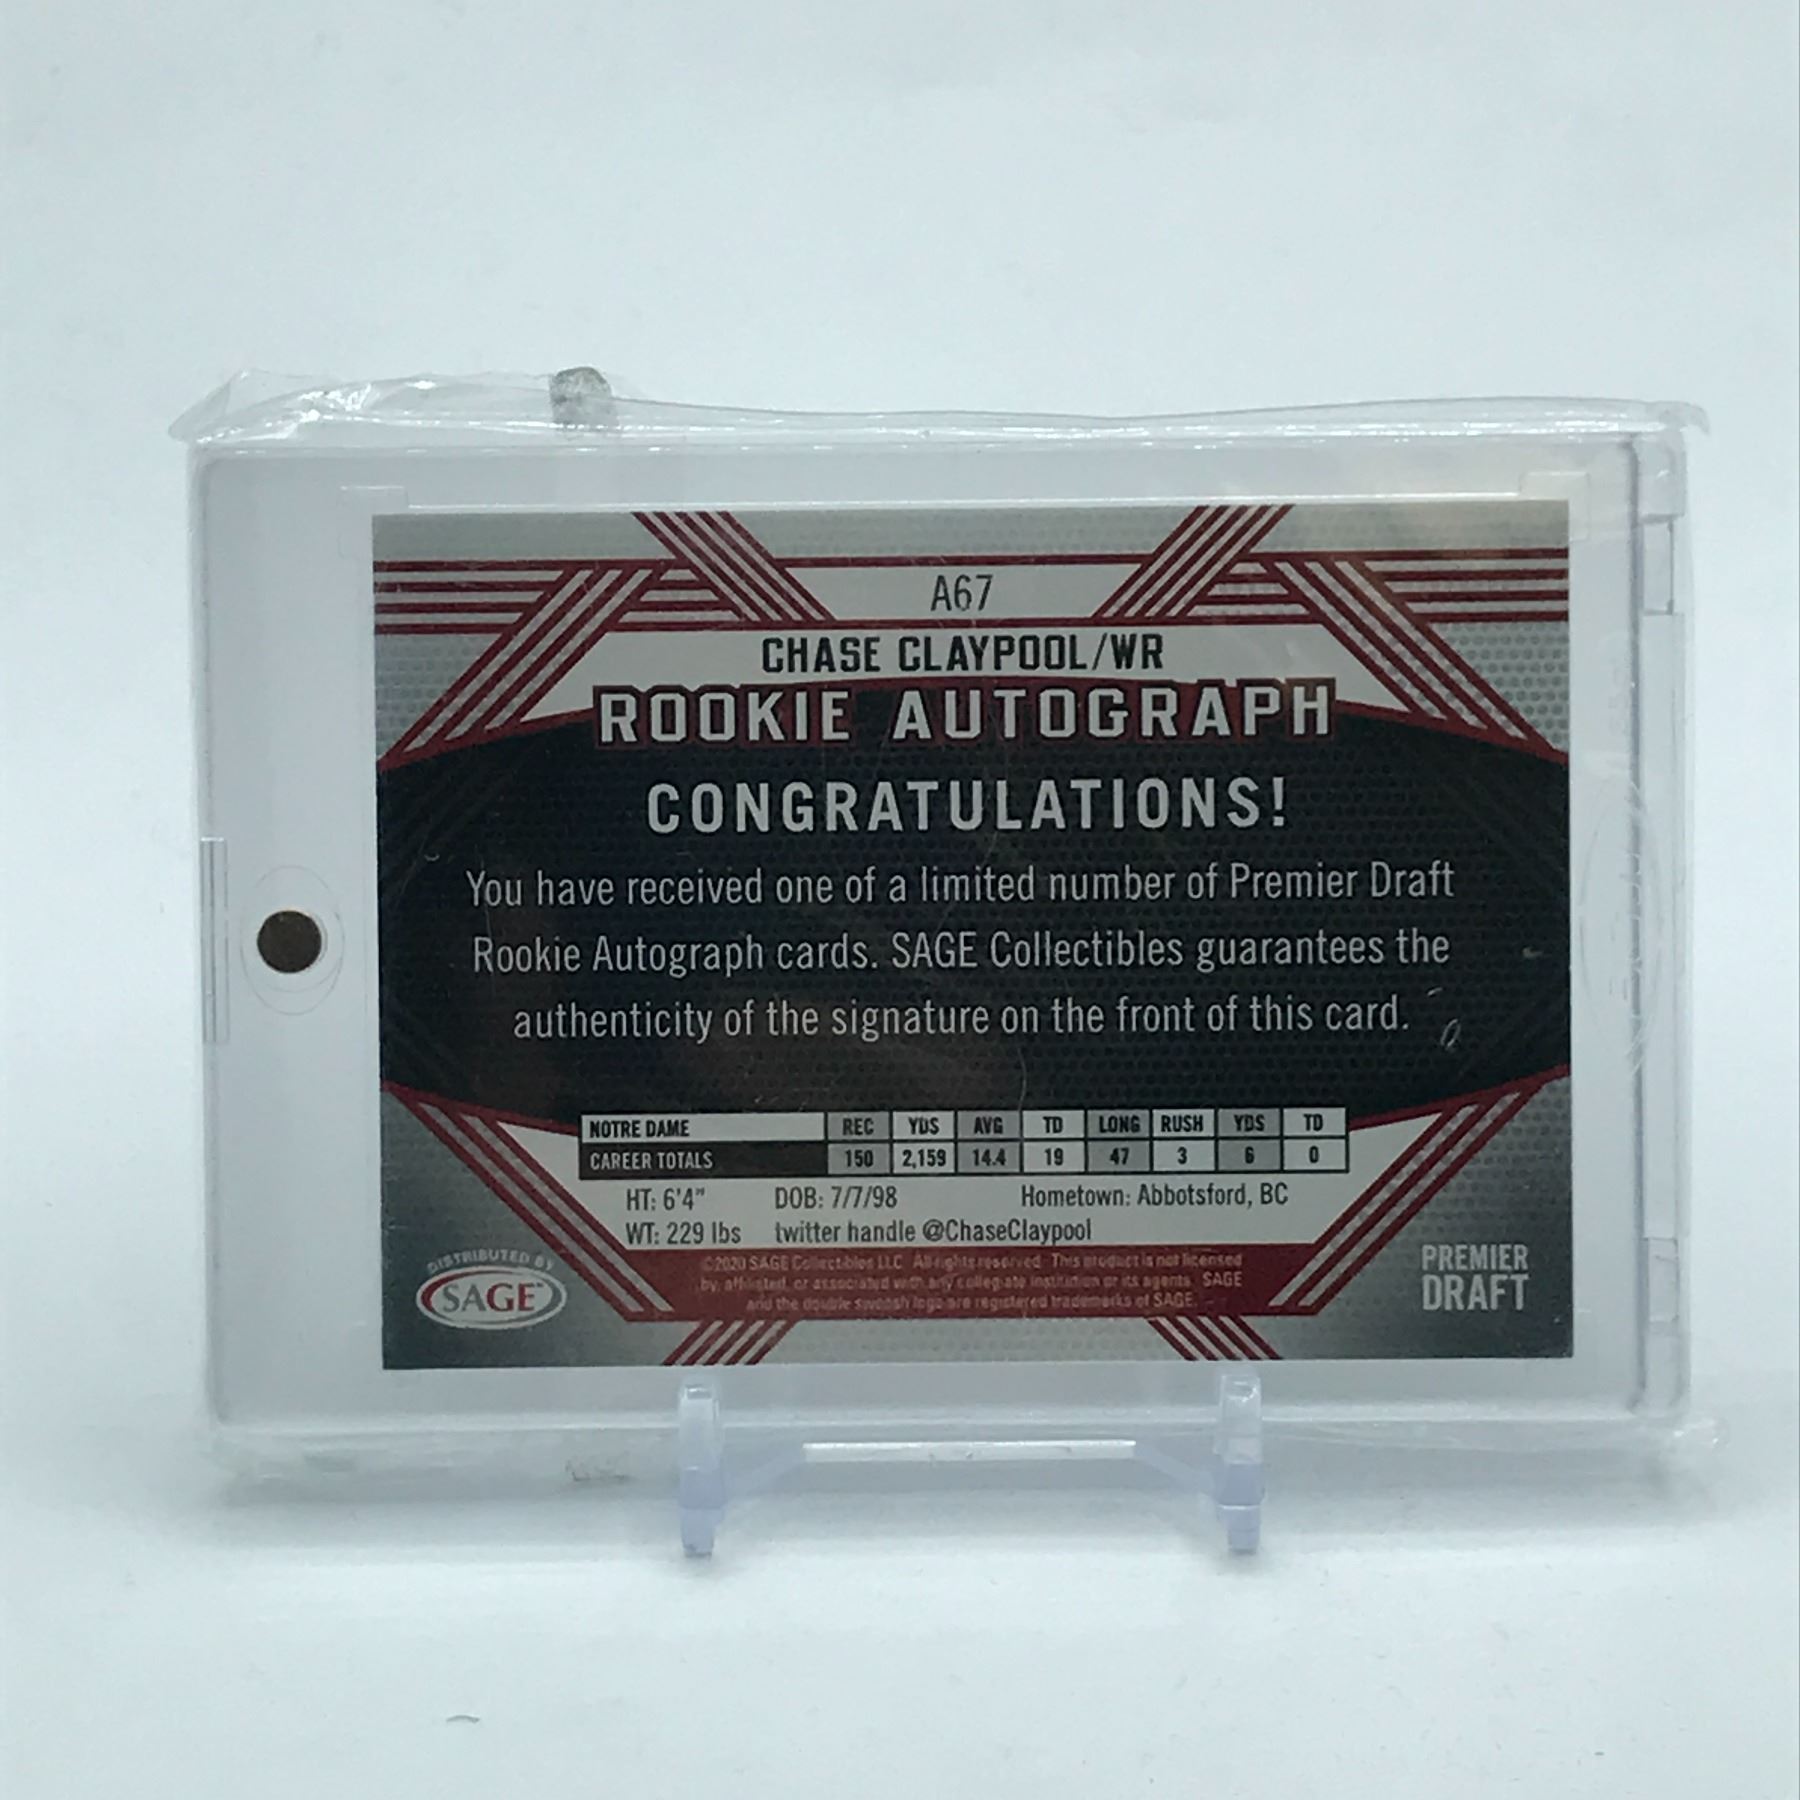 A67
CHASE CLAYPOOL/WR
ROOKIE AUTOGRAPH
CONGRATULATIONS!
You have received one of a limited number of Premier Draft
Rookie Autograph cards. SAGE Collectibles guarantees the
authenticity of the signature on the front of this card.
NOTRE DAME REC YDS AVG TD LONG RUSH YDS TD
CAREER TOTALS 150 2,159 14.4 19 47 3 6 0
HT: 6'4" DOB: 7/7/98 Hometown: Abbotsford, BC
WT: 229 lbs twitter handle @ChaseClaypool
©2020 SAGE Collectibles LLC. All rights reserved. This product is not licensed
by, affiliated, or associated with any collegiate institution or its agents. SAGE
and the double swoosh logo are registered trademarks of SAGE.
DISTRIBUTED BY
SAGE™
PREMIER
DRAFT